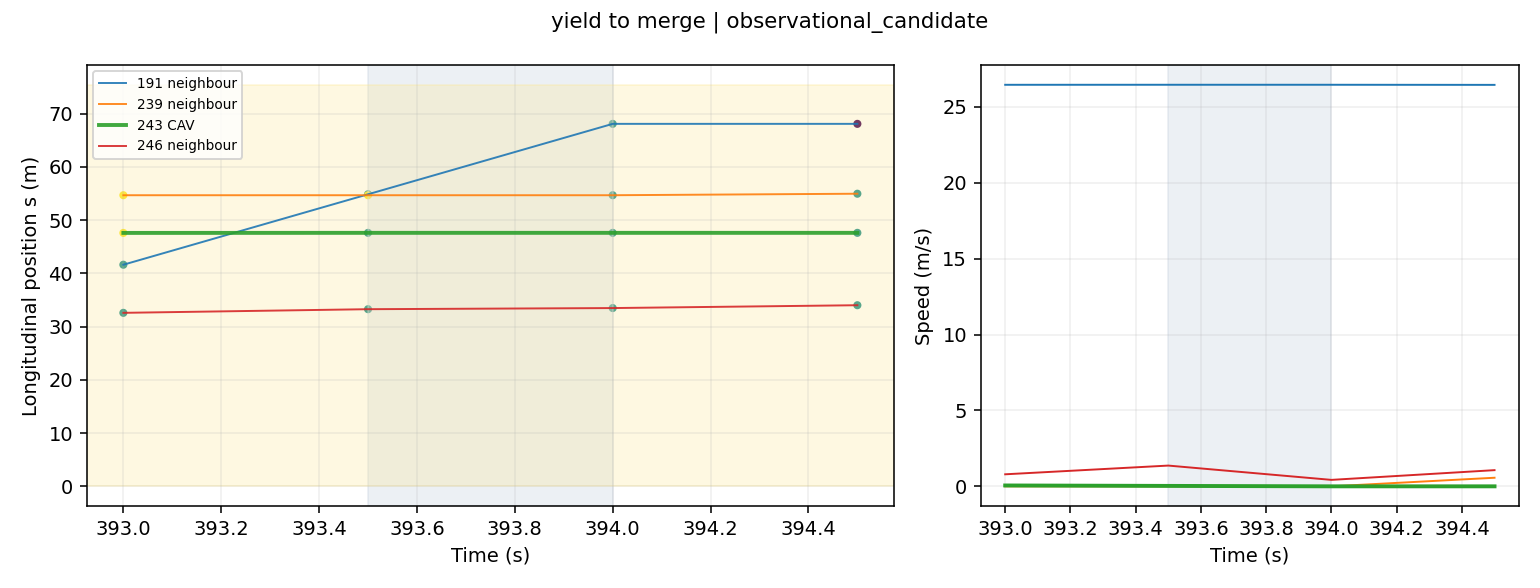 yield to merge | observational_candidate
191 neighbour
239 neighbour
243 CAV
246 neighbour
Longitudinal position s (m)
70
60
50
40
30
20
10
0
393.0 393.2 393.4 393.6 393.8 394.0 394.2 394.4
Time (s)
Speed (m/s)
25
20
15
10
5
0
393.0 393.2 393.4 393.6 393.8 394.0 394.2 394.4
Time (s)